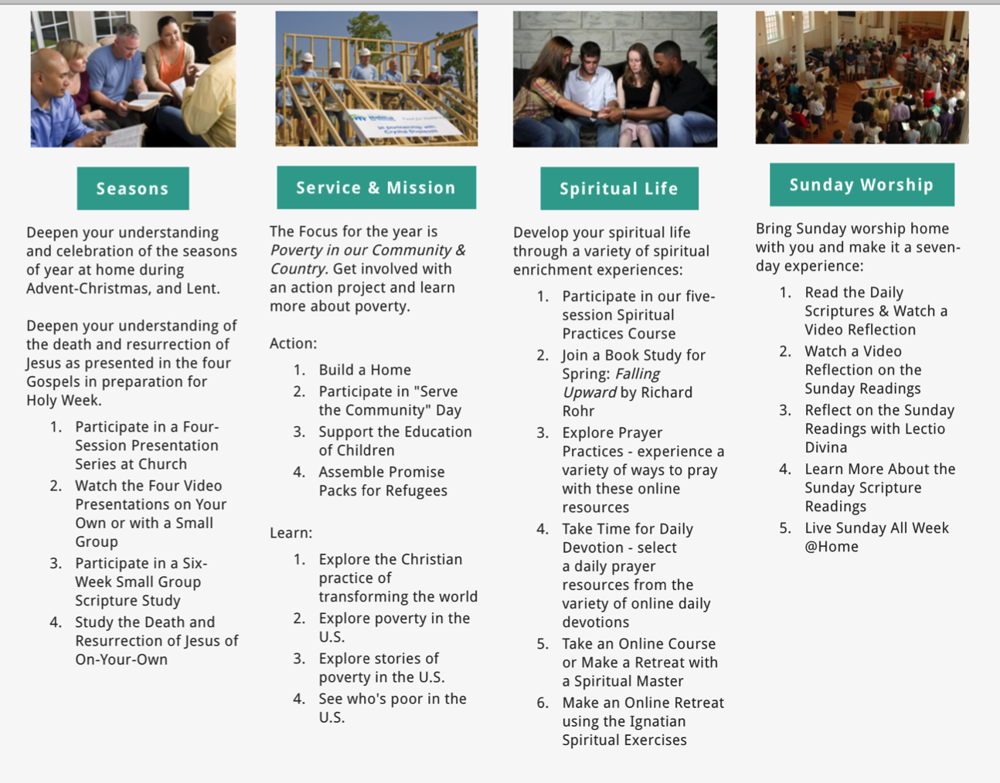 Habitat
in partnership with
Seasons
Deepen your understanding
and celebration of the seasons
of year at home during
Advent-Christmas, and Lent.
Deepen your understanding of
the death and resurrection of
Jesus as presented in the four
Gospels in preparation for
Holy Week.
1. Participate in a Four-
Session Presentation
Series at Church
2. Watch the Four Video
Presentations on Your
Own or with a Small
Group
3. Participate in a Six-
Week Small Group
Scripture Study
4. Study the Death and
Resurrection of Jesus of
On-Your-Own
Service & Mission
The Focus for the year is
Poverty in our Community &
Country. Get involved with
an action project and learn
more about poverty.
Action:
1. Build a Home
2. Participate in "Serve
the Community" Day
3. Support the Education
of Children
4. Assemble Promise
Packs for Refugees
Learn:
1. Explore the Christian
practice of
transforming the world
2. Explore poverty in the
U.S.
3. Explore stories of
poverty in the U.S.
4. See who's poor in the
U.S.
Spiritual Life
Develop your spiritual life
through a variety of spiritual
enrichment experiences:
1. Participate in our five-
session Spiritual
Practices Course
2. Join a Book Study for
Spring: Falling
Upward by Richard
Rohr
3. Explore Prayer
Practices - experience a
variety of ways to pray
with these online
resources
4. Take Time for Daily
Devotion - select
a daily prayer
resources from the
variety of online daily
devotions
5. Take an Online Course
or Make a Retreat with
a Spiritual Master
6. Make an Online Retreat
using the Ignatian
Spiritual Exercises
Sunday Worship
Bring Sunday worship home
with you and make it a seven-
day experience:
1. Read the Daily
Scriptures & Watch a
Video Reflection
2. Watch a Video
Reflection on the
Sunday Readings
3. Reflect on the Sunday
Readings with Lectio
Divina
4. Learn More About the
Sunday Scripture
Readings
5. Live Sunday All Week
@Home